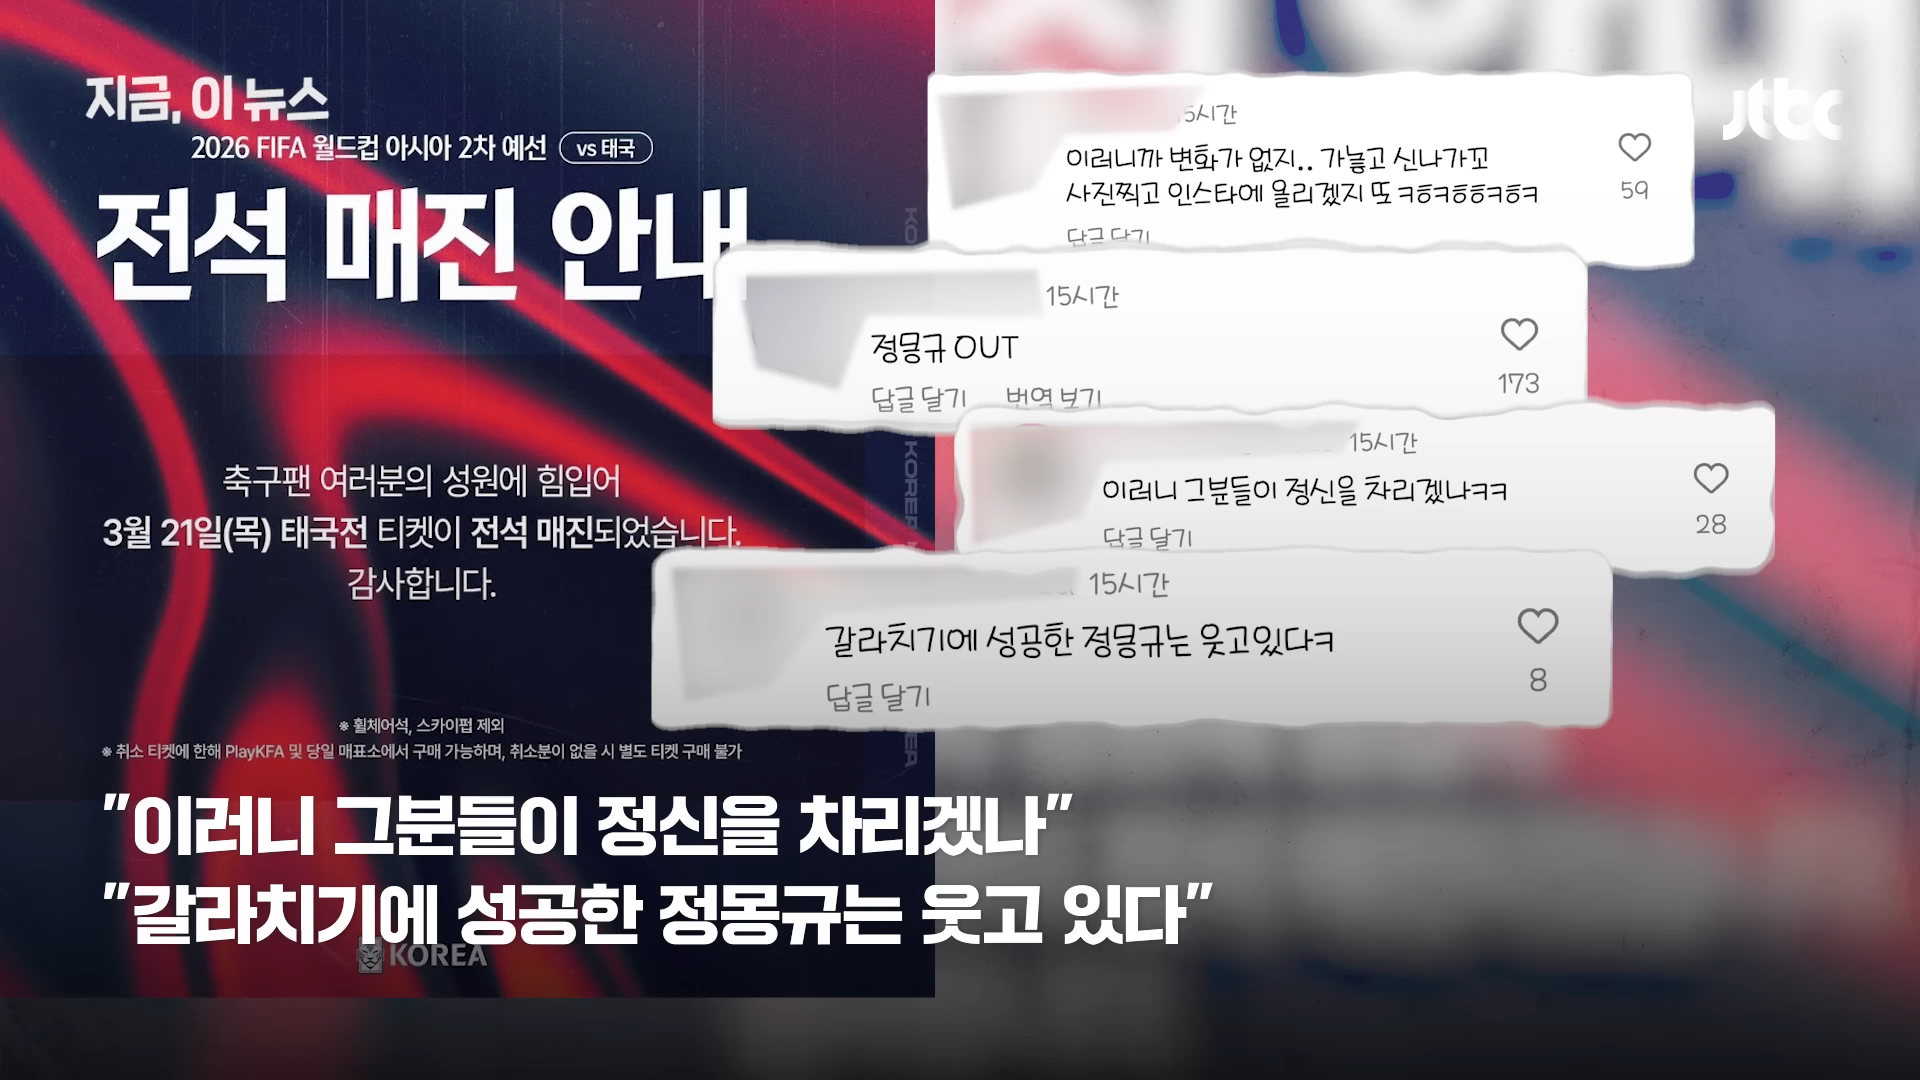 지금, 이 뉴스
jtbc
2026 FIFA 월드컵 아시아 2차 예선 vs 태국
전석 매진 안내
축구팬 여러분의 성원에 힘입어
3월 21일(목) 태국전 티켓이 전석 매진되었습니다.
감사합니다.
※ 휠체어석, 스카이펍 제외
※ 취소 티켓에 한해 PlayKFA 및 당일 매표소에서 구매 가능하며, 취소분이 없을 시 별도 티켓 구매 불가
KOREA
5시간
이러니까 변화가 없지.. 가늘고 신나가꼬
사진찍고 인스타에 올리겠지 또 ㅋㅎㅋㅎㅎㅋㅎㅋ
59
답글 달기
15시간
정몽규 OUT
173
답글 달기 번역 보기
15시간
이러니 그분들이 정신을 차리겠나ㅋㅋ
28
답글 달기
15시간
갈라치기에 성공한 정몽규는 웃고있다ㅋ
8
답글 달기
"이러니 그분들이 정신을 차리겠나"
"갈라치기에 성공한 정몽규는 웃고 있다"
KOREA